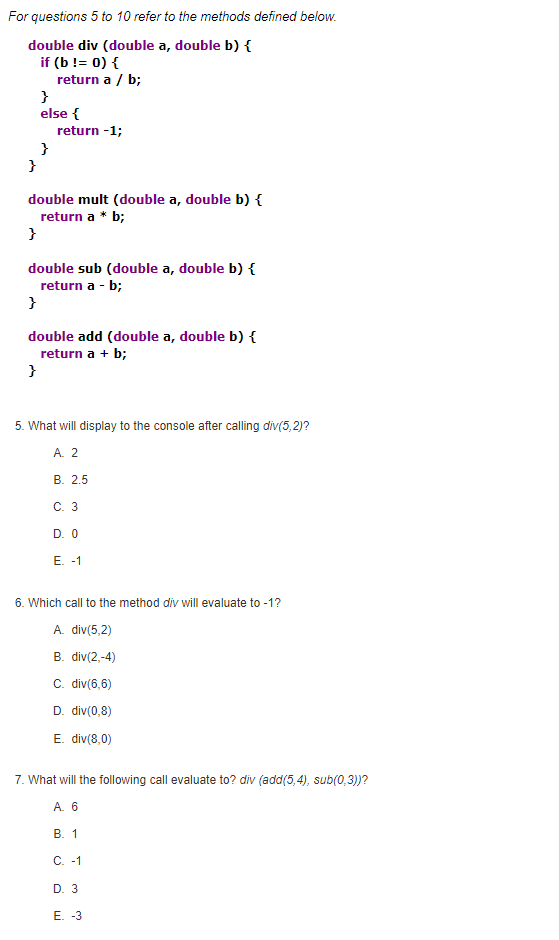 For questions 5 to 10 refer to the methods defined below.
double div (double a, double b) {
if (b != 0) {
return a / b;
}
else {
return -1;
}
}
double mult (double a, double b) {
return a * b;
}
double sub (double a, double b) {
return a - b;
}
double add (double a, double b) {
return a + b;
}
5. What will display to the console after calling div(5,2)?
A. 2
B. 2.5
C. 3
D. 0
E. -1
6. Which call to the method div will evaluate to -1?
A. div(5,2)
B. div(2,-4)
C. div(6,6)
D. div(0,8)
E. div(8,0)
7. What will the following call evaluate to? div (add(5,4), sub(0,3))?
A. 6
B. 1
C. -1
D. 3
E. -3